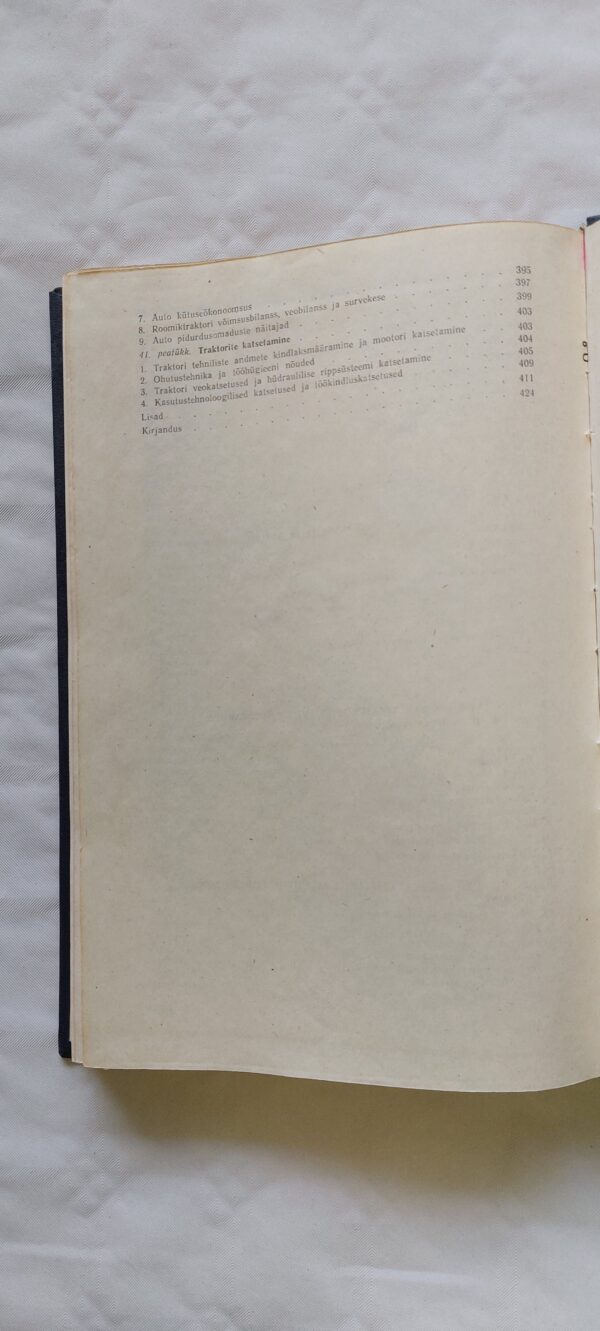 7. Auto kütuseökonoomsus . . . . . . 395
8. Roomiktraktori võimsusbilanss, veobilanss ja survekese . . . . 397
9. Auto pidurdusomaduste näitajad . . . . . . 399
41. peatükk. Traktorite katsetamine . . . . . . 403
1. Traktori tehniliste andmete kindlaksmääramine ja mootori katsetamine 403
2. Ohutustehnika ja tööhügieeni nõuded . . . . . . 404
3. Traktori veokatsetused ja hüdraulilise rippsüsteemi katsetamine . . 405
4. Kasutustehnoloogilised katsetused ja töökindluskatsetused . . . 409
Lisad . . . . . . 411
Kirjandus . . . . . . 424